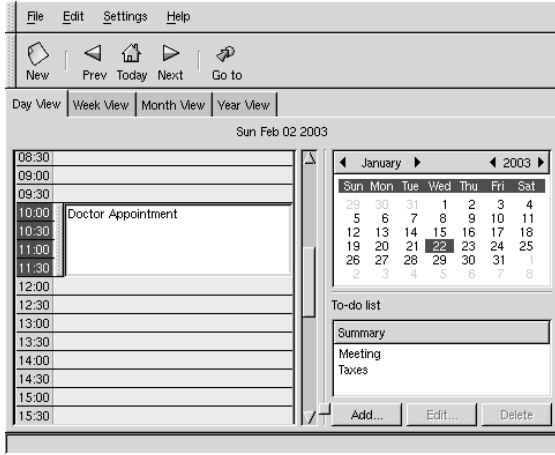 File Edit Settings Help
New Prev Today Next Go to
Day View Week View Month View Year View
Sun Feb 02 2003
08:30
09:00
09:30
10:00 Doctor Appointment
10:30
11:00
11:30
12:00
12:30
13:00
13:30
14:00
14:30
15:00
15:30
January 2003
Sun Mon Tue Wed Thu Fri Sat
29 30 31 1 2 3 4
5 6 7 8 9 10 11
12 13 14 15 16 17 18
19 20 21 22 23 24 25
26 27 28 29 30 31 1
2 3 4 5 6 7 8
To-do list
Summary
Meeting
Taxes
Add... Edit... Delete